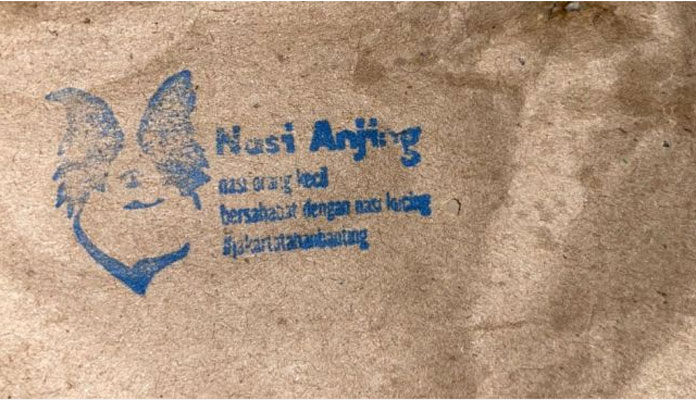 Nasi Anjing
nasi orang kecil
bersahabat dengan nasi kucing
#jakartatahanbanting